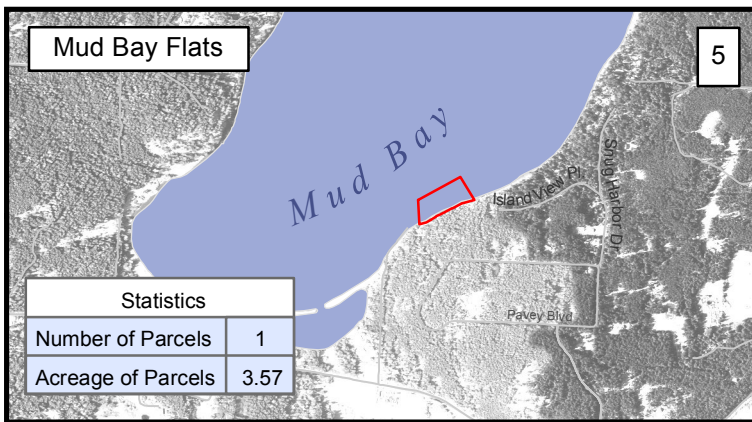 Mud Bay Flats
5
Mud Bay
Island View Pl
Snug Harbor Dr
Pavey Blvd
Statistics
Number of Parcels 1
Acreage of Parcels 3.57